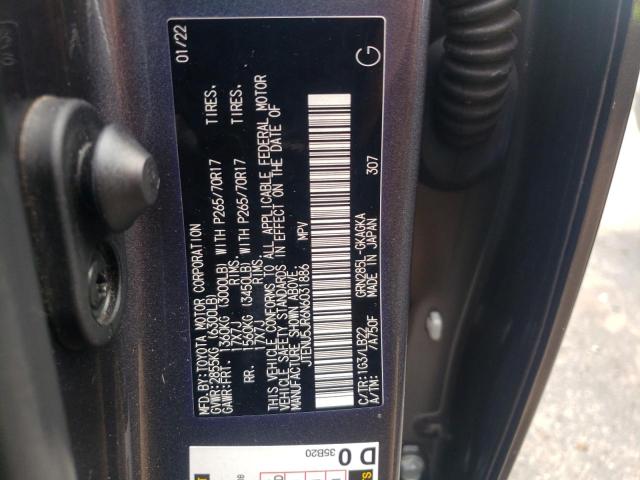 MFD.BY:TOYOTA MOTOR CORPORATION 01/22
GVWR:2855KG(6300LB)
GAWR:FRT. 1360KG (3000LB) WITH P265/70R17 TIRES.
17X7J RIMS.
RR. 1560KG (3450LB) WITH P265/70R17 TIRES.
17X7J RIMS.
THIS VEHICLE CONFORMS TO ALL APPLICABLE FEDERAL MOTOR
VEHICLE SAFETY STANDARDS IN EFFECT ON THE DATE OF
MANUFACTURE SHOWN ABOVE.
JTENU5JR6N6031886 MPV
G
C/TR:1G3/LB22 GRN285L-GKAGKA
A/TM: /A750F MADE IN JAPAN 307
D 0
35B20